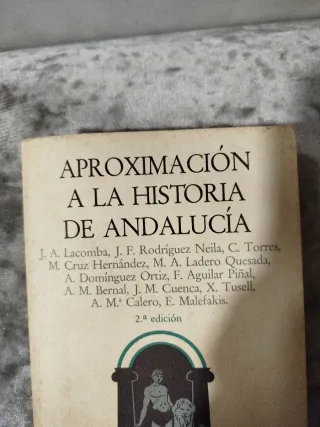 APROXIMACIÓN
A LA HISTORIA
DE ANDALUCÍA
J. A. Lacomba, J. F. Rodríguez Neila, C. Torres,
M. Cruz Hernández, M. A. Ladero Quesada,
A. Domínguez Ortiz, F. Aguilar Piñal,
A. M. Bernal, J. M. Cuenca, X. Tusell,
A. M.ª Calero, E. Malefakis.
2.ª edición